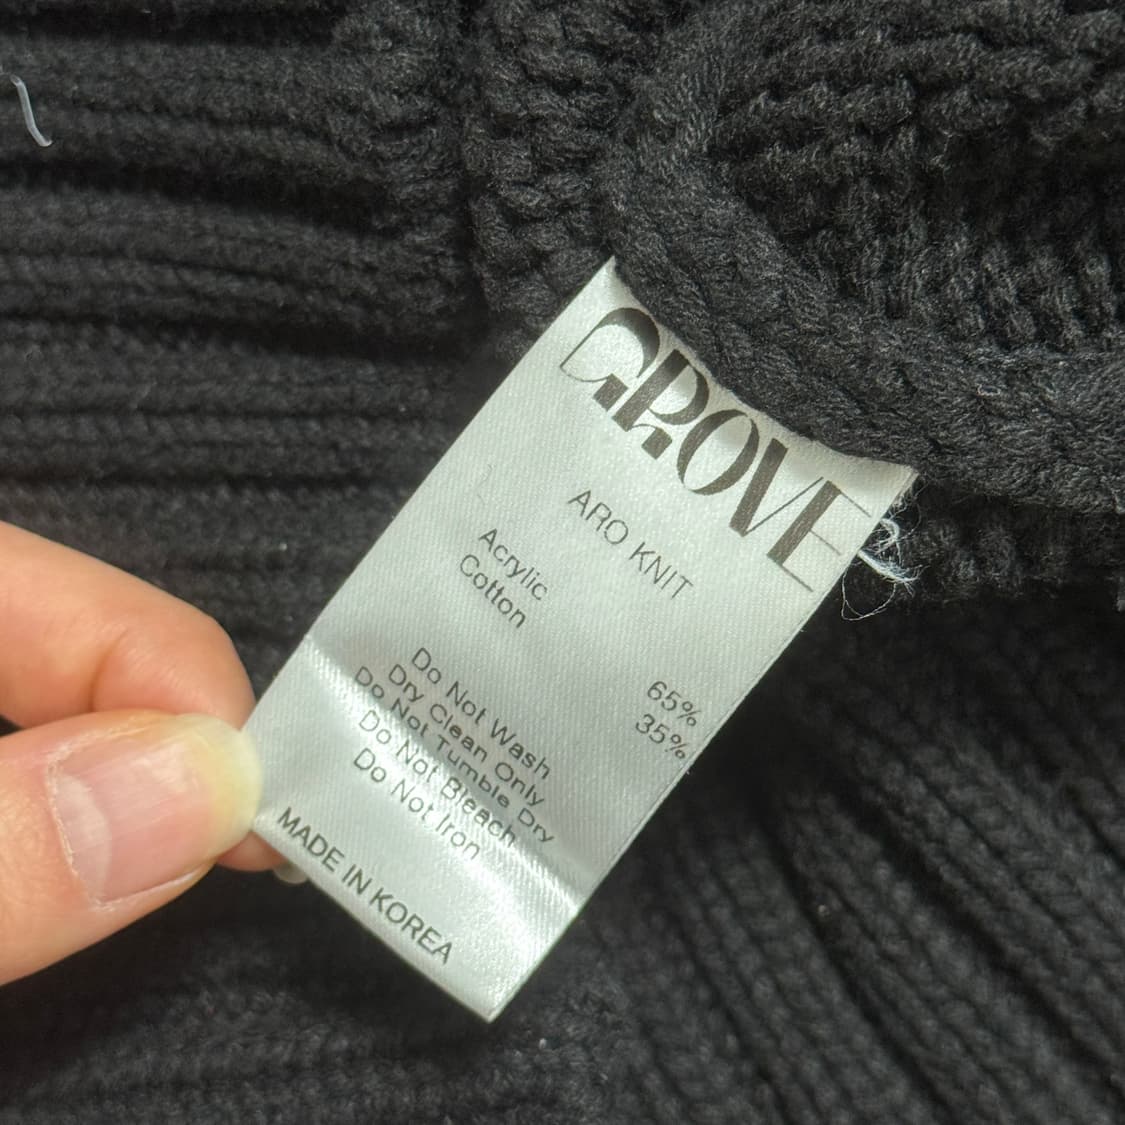 GROVE
ARO KNIT
Acrylic 65%
Cotton 35%
Do Not Wash
Dry Clean Only
Do Not Tumble Dry
Do Not Bleach
Do Not Iron
MADE IN KOREA